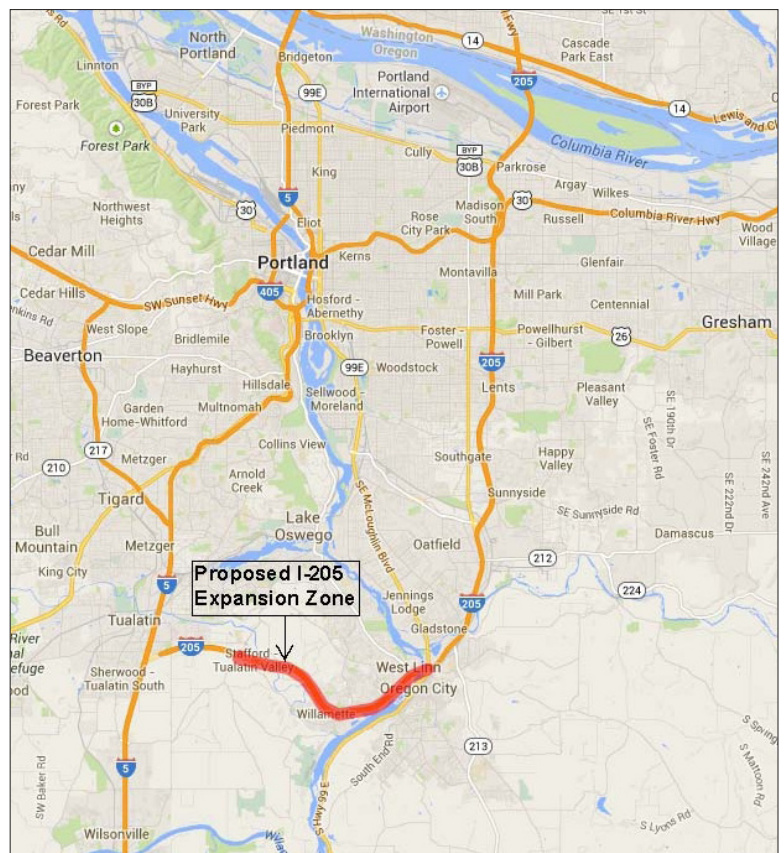 SE 1st St
Washington
Oregon
14
Cascade
Park East
North
Portland
Bridgeton
Linnton
BYP
30B
99E
Portland
International
Airport
205
14
Lewis and Cl
Forest Park
University
Park
Forest Park
Piedmont
Columbia River
Cully
BYP
30B
Parkrose
King
Argay
Wilkes
5
30
Northwest
Heights
30
Eliot
Rose
City Park
Madison
South
Russell
Columbia River Hwy
Wood
Village
Cedar Mill
Portland
Kerns
Montavilla
Glenfair
Cedar Hills
SW Sunset Hwy
405
Hosford -
Abernethy
Mill Park
Centennial
West Slope
Bridlemile
Brooklyn
Foster -
Powell
Powellhurst
- Gilbert
26
Gresham
Beaverton
Hayhurst
99E
Woodstock
205
Hillsdale
Sellwood -
Moreland
Lents
Pleasant
Valley
SE 190th Dr
Garden
Home-Whitford
Multnomah
SE Foster Rd
SE 222nd Dr
SE 242nd Ave
217
210
Metzger
Collins View
Southgate
Happy
Valley
Tigard
Arnold
Creek
Sunnyside
SE McLoughlin Blvd
SE Sunnyside Rd
Bull
Mountain
Metzger
Lake
Oswego
Oatfield
Damascus
King City
212
5
Proposed I-205
Expansion Zone
Jennings
Lodge
224
Tualatin
205
Gladstone
205
Stafford -
Tualatin Valley
West Linn
Sherwood -
Tualatin South
Oregon City
Willamette
213
South End Rd
S Hwy 99E
SW Baker Rd
5
S Mattoon Rd
S Lyons Rd
Wilsonville